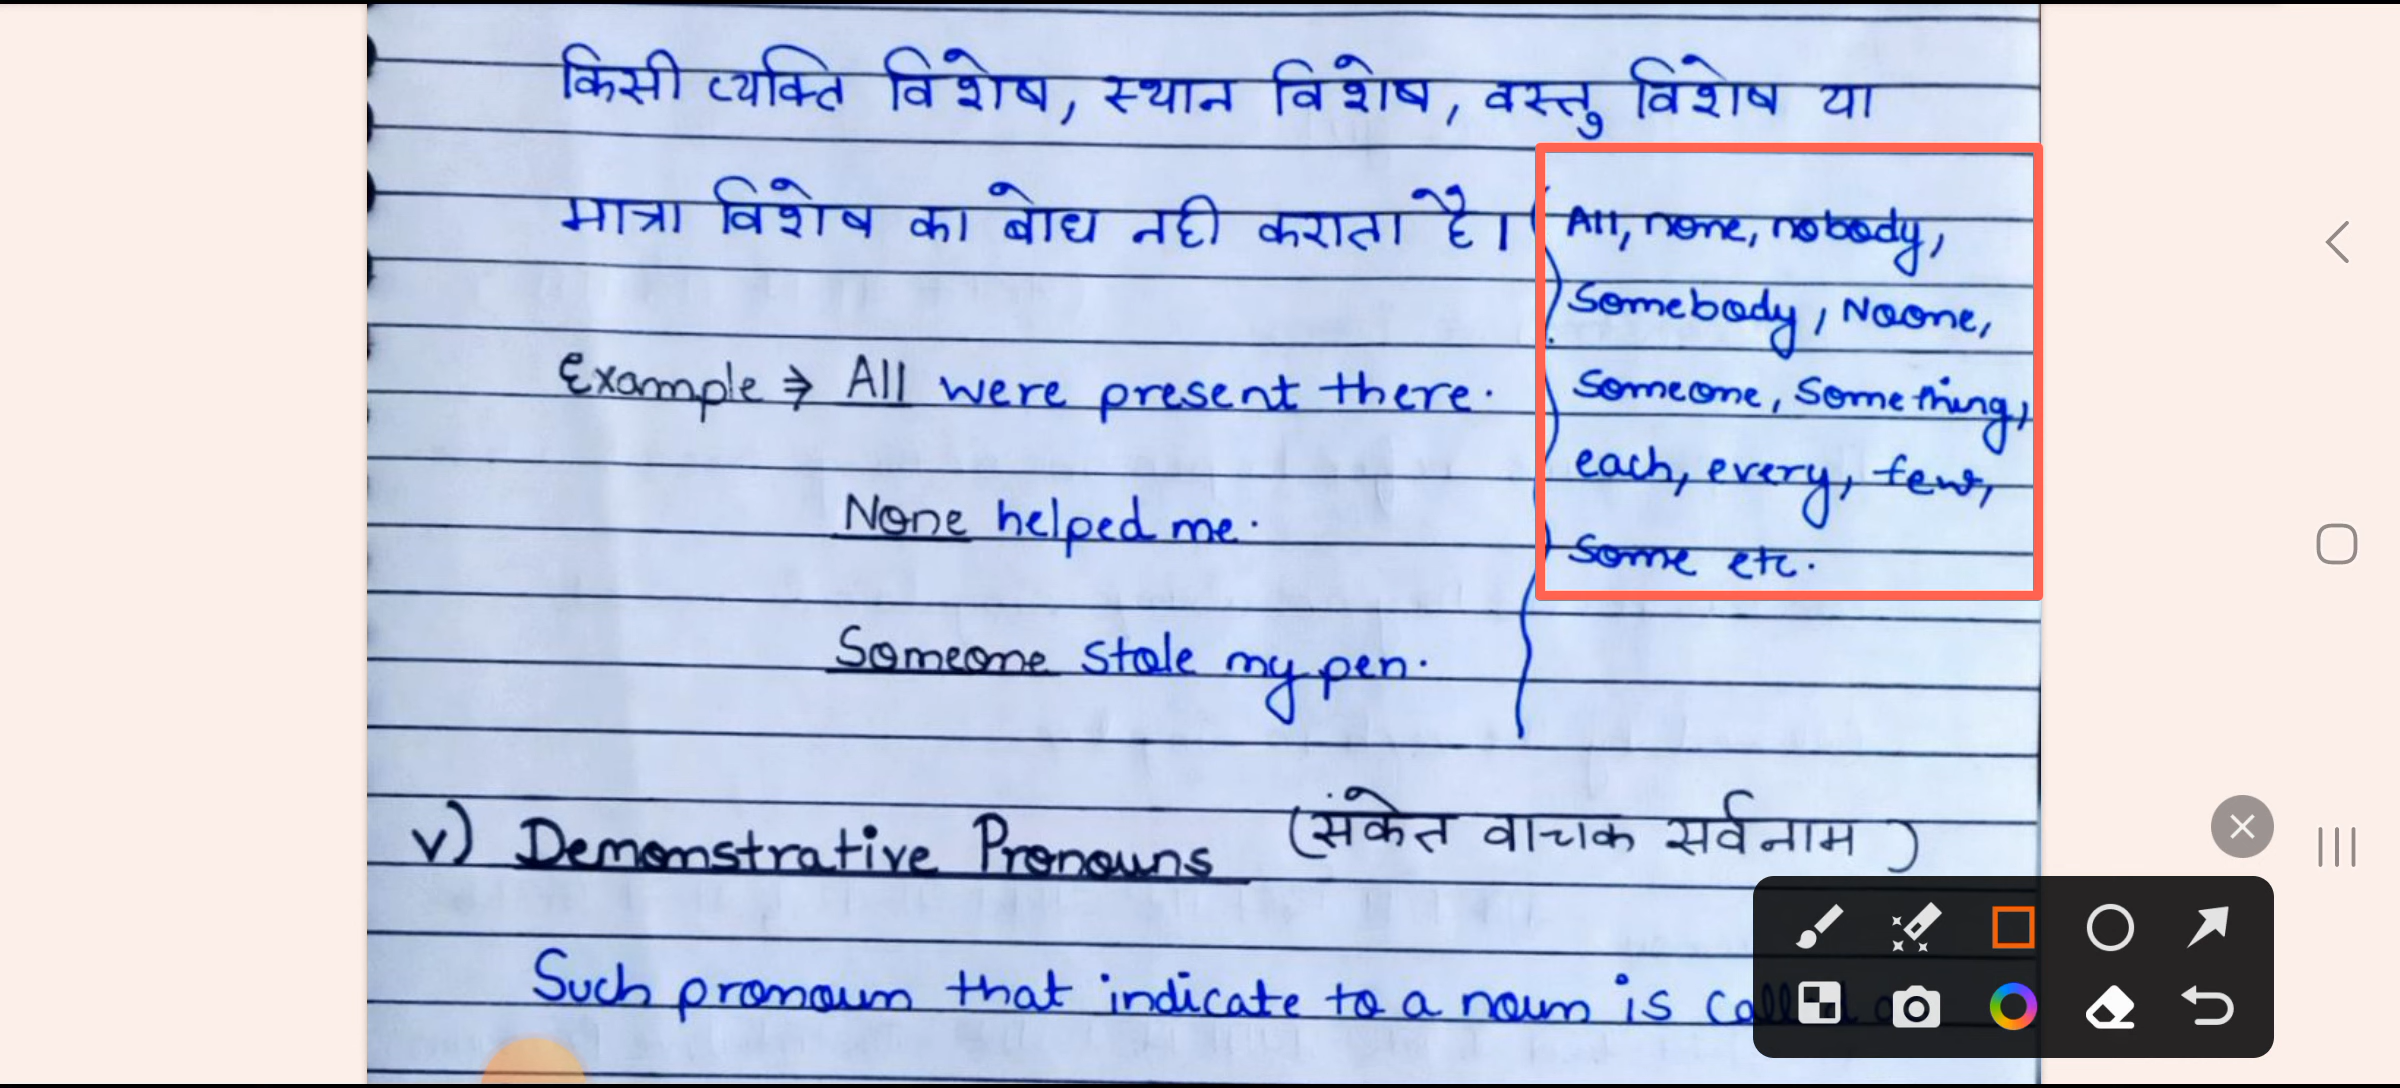 किसी व्यक्ति विशेष, स्थान विशेष, वस्तु विशेष या
मात्रा विशेष का बोध नही कराता है।
All, none, nobody,
Somebody, Noone,
Someone, Something,
each, every, few,
Some etc.
Example ⇒ All were present there.
None helped me.
Someone stole my pen.
v) Demonstrative Pronouns (संकेत वाचक सर्वनाम)
Such pronoun that indicate to a noun is